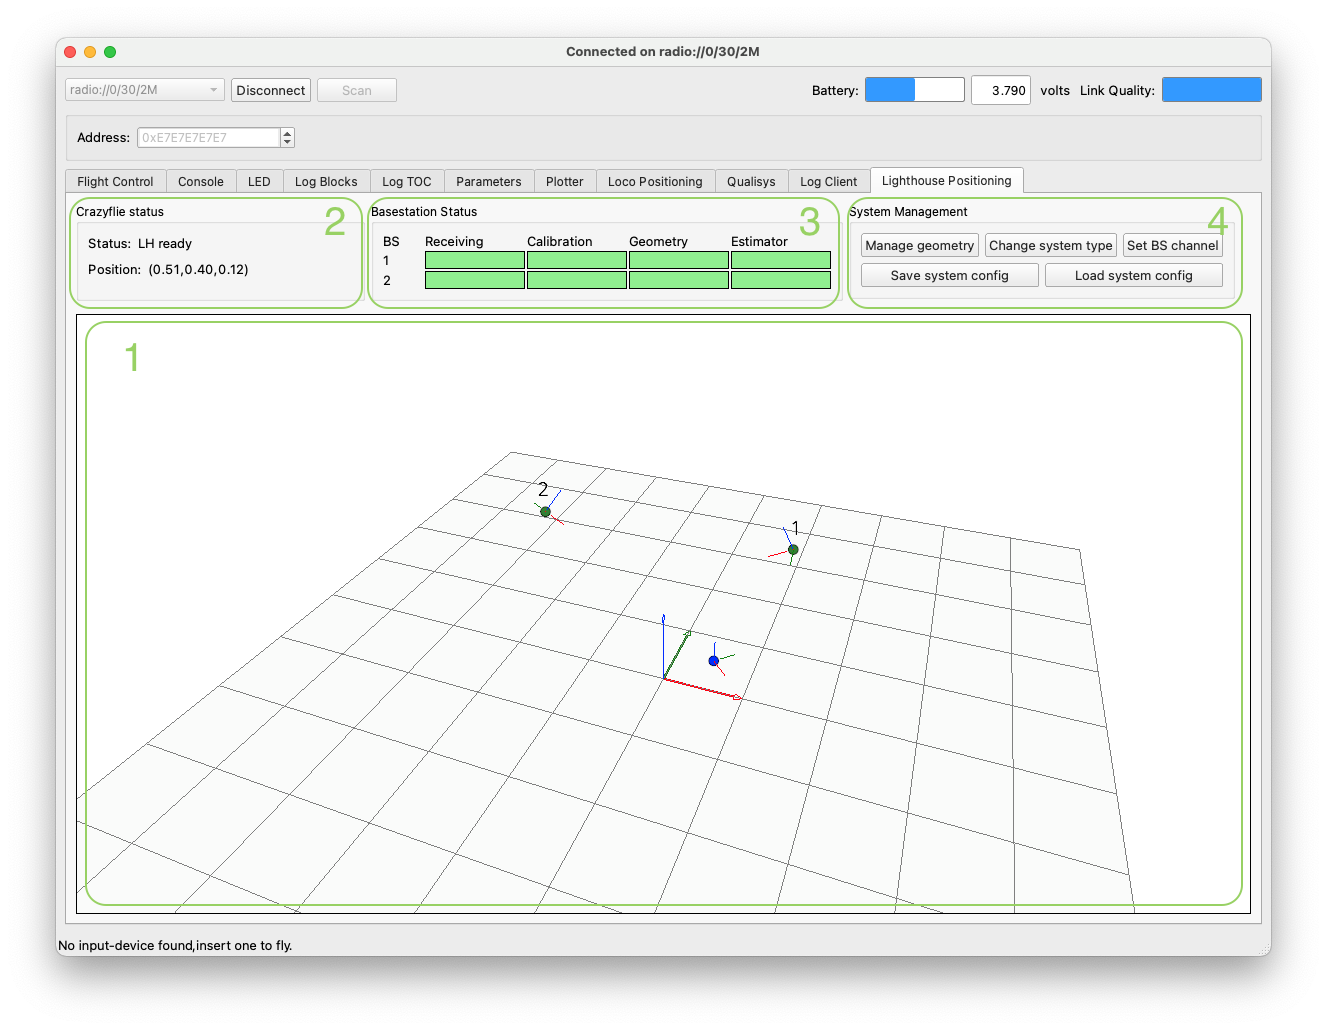 Connected on radio://0/30/2M
radio://0/30/2M Disconnect Scan Battery: 3.790 volts Link Quality:
Address: 0xE7E7E7E7E7
Flight Control Console LED Log Blocks Log TOC Parameters Plotter Loco Positioning Qualisys Log Client Lighthouse Positioning
Crazyflie status 2
Status: LH ready
Position: (0.51,0.40,0.12)
Basestation Status 3
BS Receiving Calibration Geometry Estimator
1
2
System Management 4
Manage geometry Change system type Set BS channel
Save system config Load system config
1
2
1
No input-device found,insert one to fly.